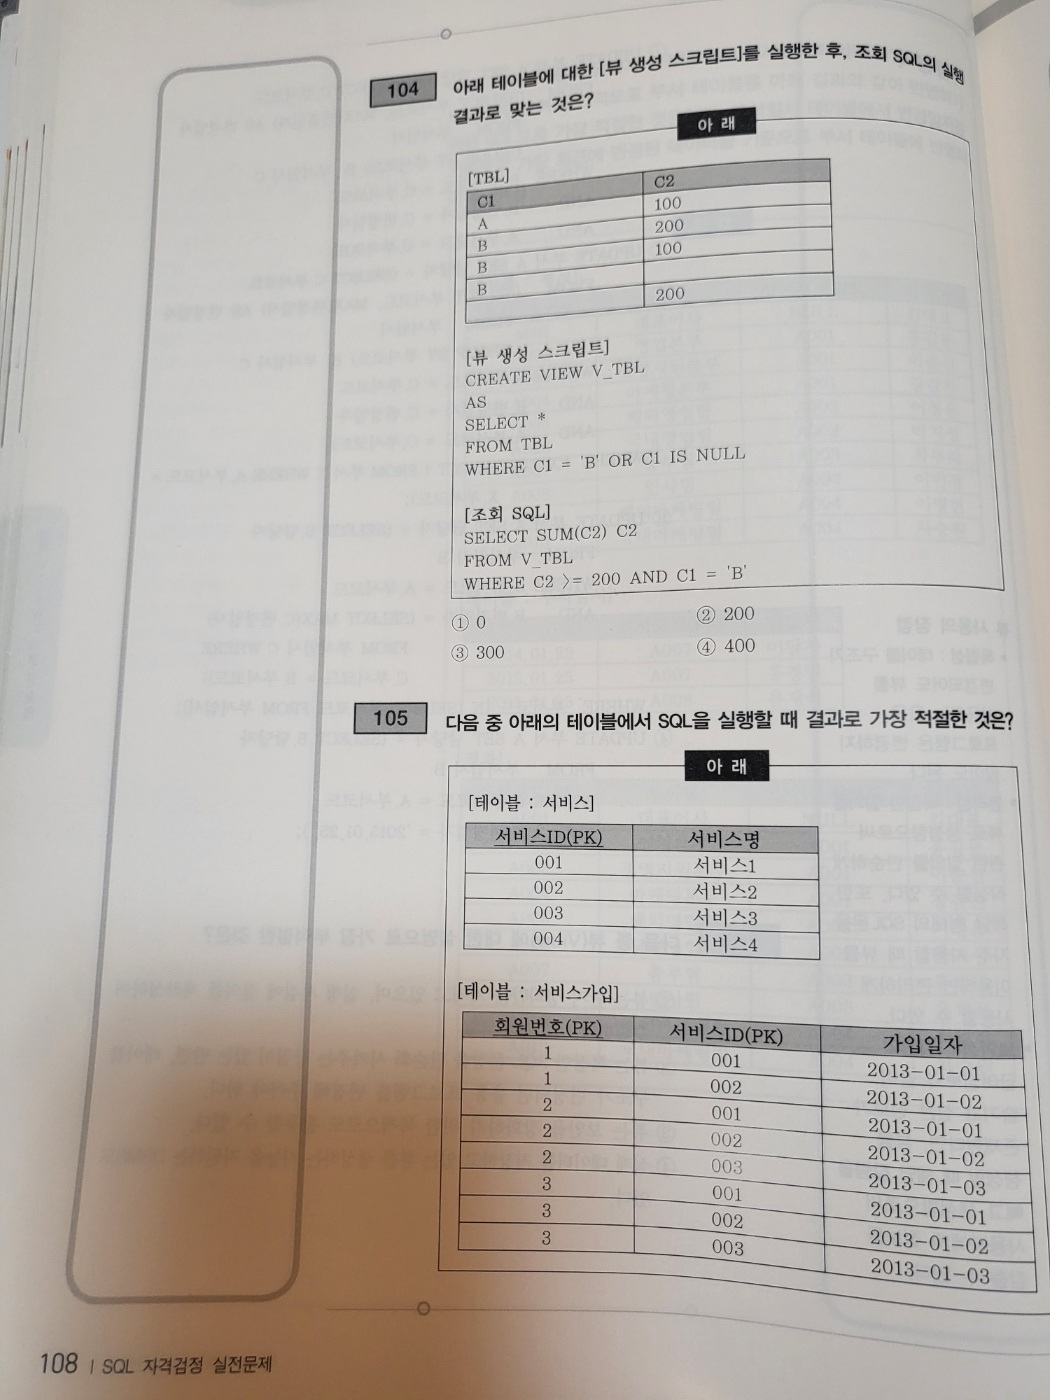 104 아래 테이블에 대한 [뷰 생성 스크립트]를 실행한 후, 조회 SQL의 실행
결과로 맞는 것은?
아 래
[TBL]
C1 C2
A 100
B 200
B 100
B
200
[뷰 생성 스크립트]
CREATE VIEW V_TBL
AS
SELECT *
FROM TBL
WHERE C1 = 'B' OR C1 IS NULL
[조회 SQL]
SELECT SUM(C2) C2
FROM V_TBL
WHERE C2 >= 200 AND C1 = 'B'
① 0 ② 200
③ 300 ④ 400
105 다음 중 아래의 테이블에서 SQL을 실행할 때 결과로 가장 적절한 것은?
아 래
[테이블 : 서비스]
서비스ID(PK) 서비스명
001 서비스1
002 서비스2
003 서비스3
004 서비스4
[테이블 : 서비스가입]
회원번호(PK) 서비스ID(PK) 가입일자
1 001 2013-01-01
1 002 2013-01-02
2 001 2013-01-01
2 002 2013-01-02
2 003 2013-01-03
3 001 2013-01-01
3 002 2013-01-02
3 003 2013-01-03
108 | SQL 자격검정 실전문제